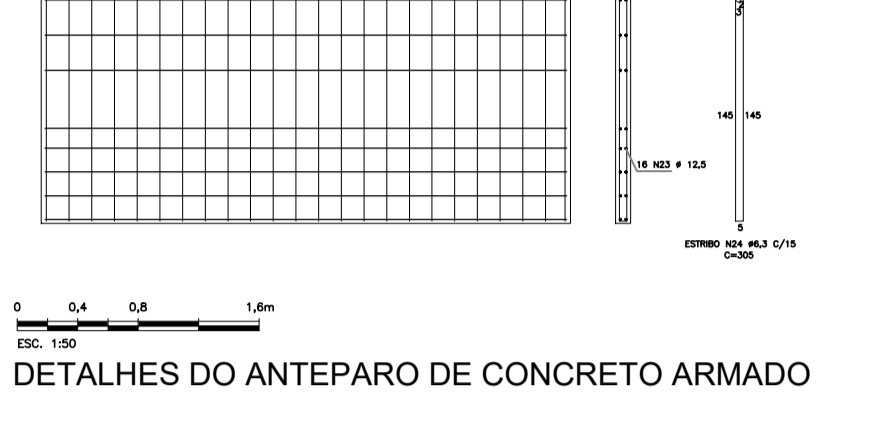 145 145
16 N23 ø 12,5
5
ESTRIBO N24 ø6,3 C/15
C=305
0 0,4 0,8 1,6m
ESC. 1:50
DETALHES DO ANTEPARO DE CONCRETO ARMADO